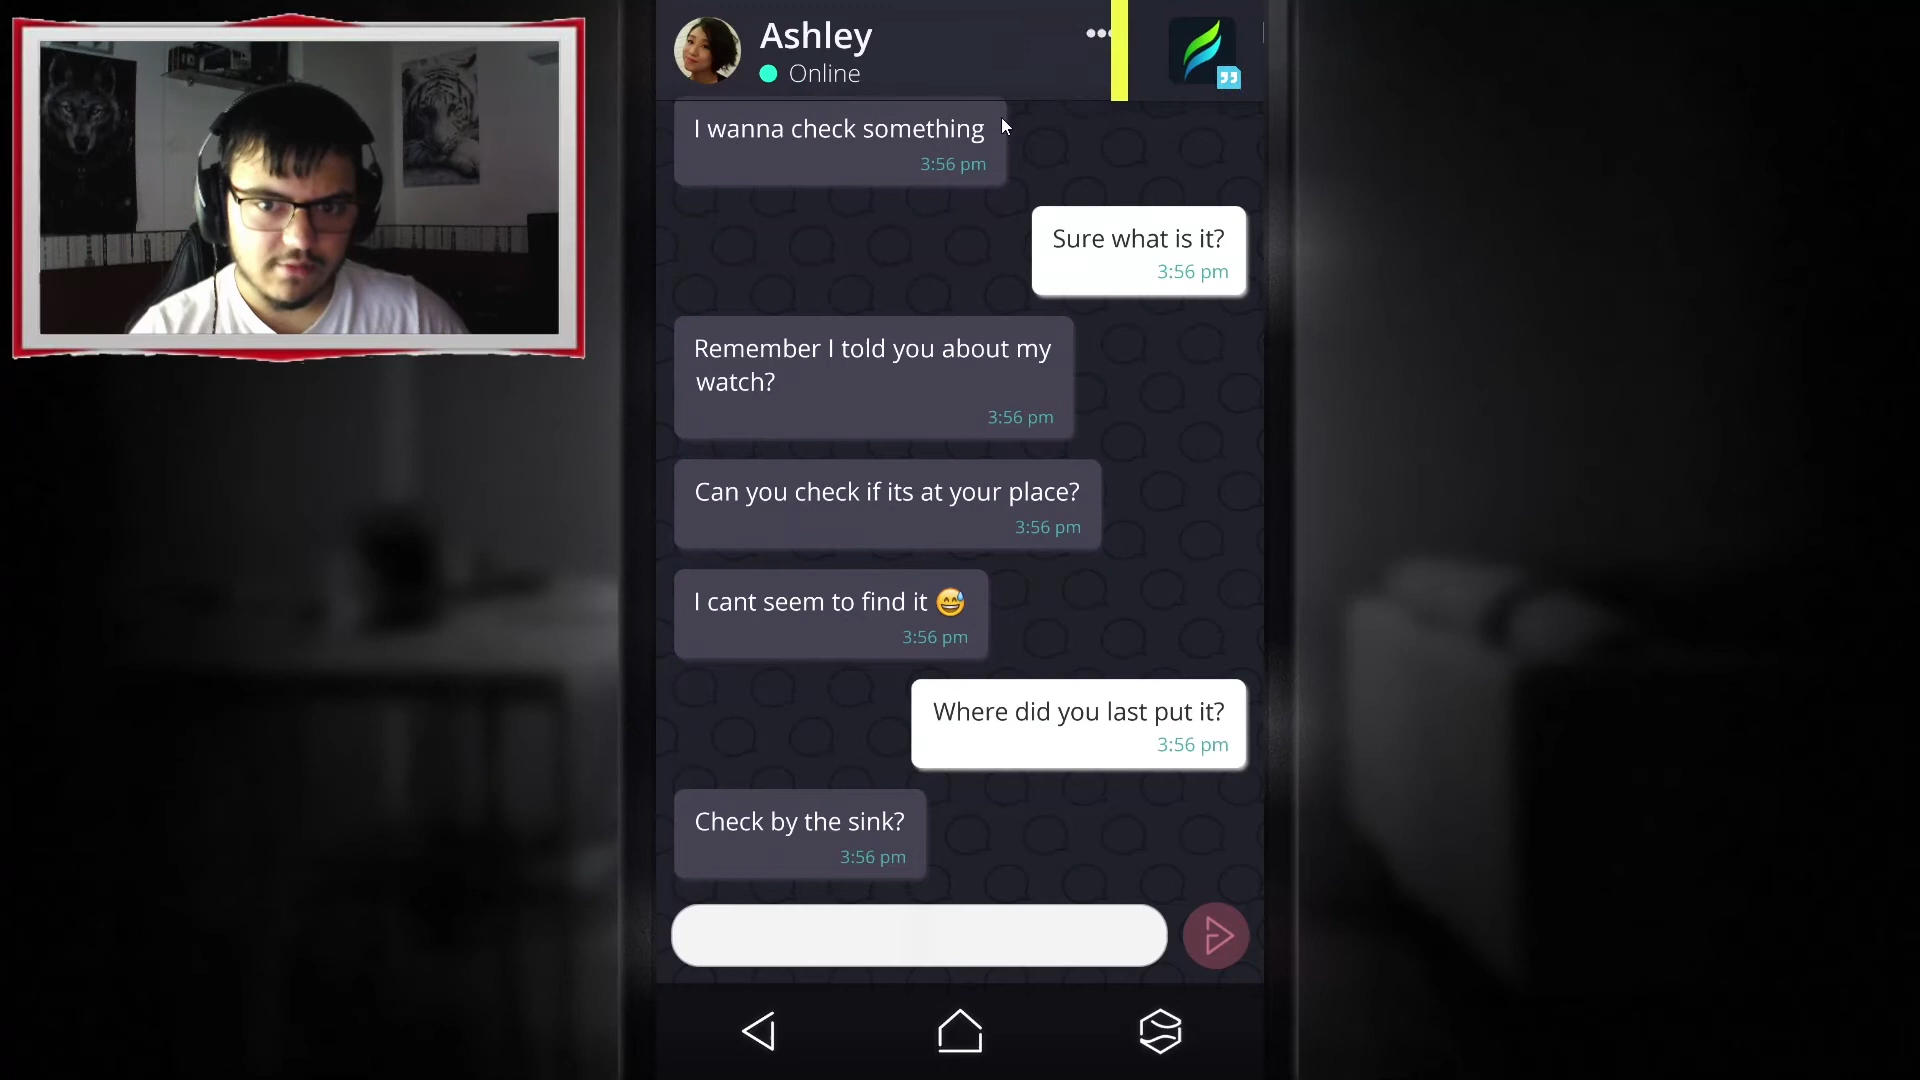 Ashley
Online
I wanna check something
3:56 pm
Sure what is it?
3:56 pm
Remember I told you about my
watch?
3:56 pm
Can you check if its at your place?
3:56 pm
I cant seem to find it 😅
3:56 pm
Where did you last put it?
3:56 pm
Check by the sink?
3:56 pm